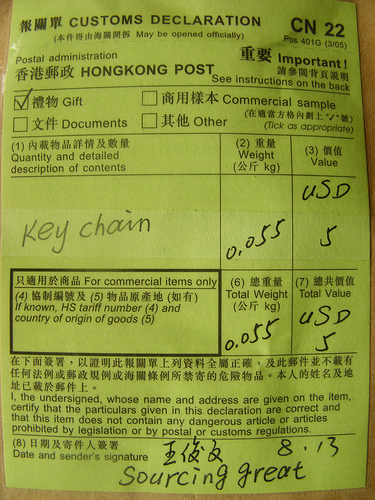 報關單 CUSTOMS DECLARATION
CN 22
(本件得由海關開拆 May be opened officially)
Pos 401G (3/05)
Postal administration
重要 Important!
香港郵政 HONGKONG POST
請參閱背頁說明
See instructions on the back
禮物 Gift
商用樣本 Commercial sample
文件 Documents
其他 Other
(在適當方格內劃上"✓"號)
(Tick as appropriate)
(1) 內載物品詳情及數量
Quantity and detailed
description of contents
(2) 重量
Weight
(公斤 kg)
(3) 價值
Value
USD
Key chain
0.055
5
只適用於商品 For commercial items only
(4) 協制編號及 (5) 物品原產地 (如有)
If known, HS tariff number (4) and
country of origin of goods (5)
(6) 總重量
Total Weight
(公斤 kg)
(7) 總共價值
Total Value
0.055
USD
5
在下面簽署,以證明此報關單上列資料全屬正確,及此郵件並不載有
任何法例或郵政規例或海關條例所禁寄的危險物品。本人的姓名及地
址已載於郵件上。
I, the undersigned, whose name and address are given on the item,
certify that the particulars given in this declaration are correct and
that this item does not contain any dangerous article or articles
prohibited by legislation or by postal or customs regulations.
(8) 日期及寄件人簽署
Date and sender's signature
8.13
Sourcing great